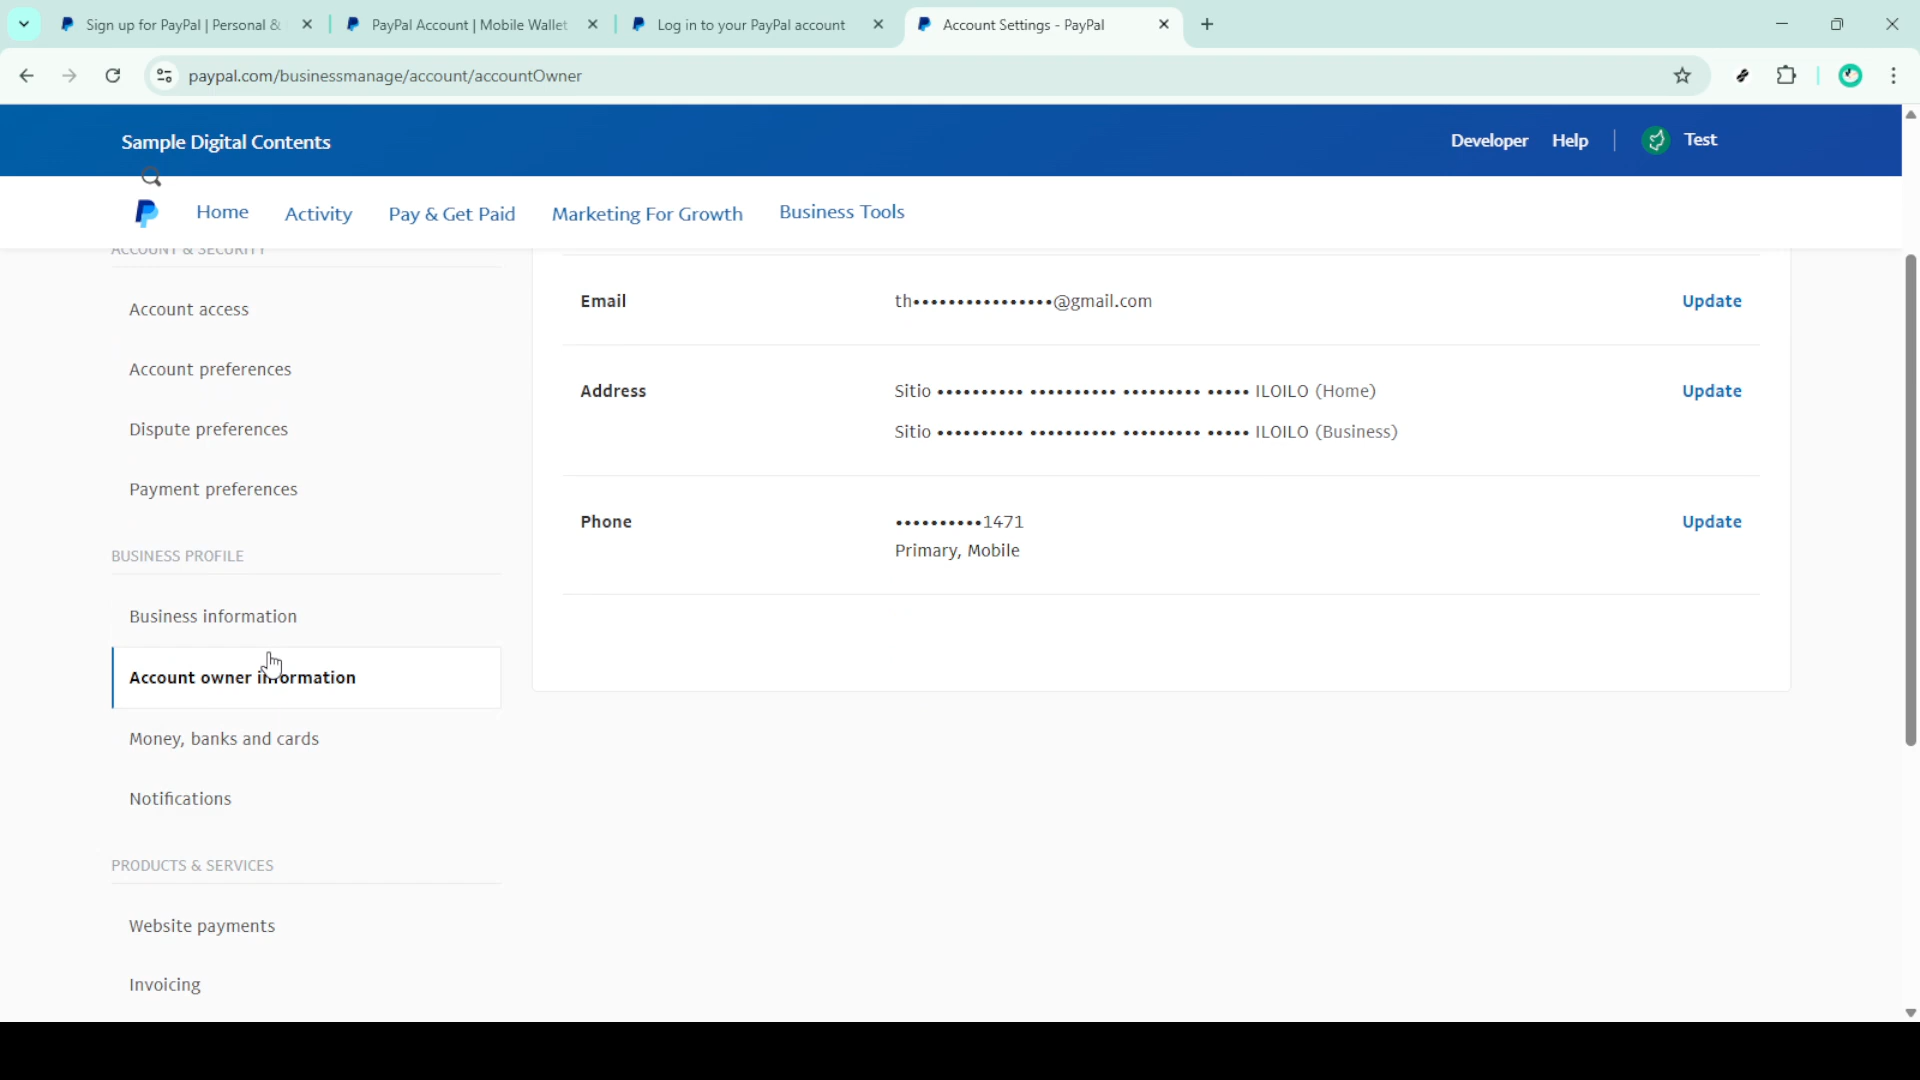 Sign up for PayPal | Personal &
PayPal Account | Mobile Wallet
Log in to your PayPal account
Account Settings - PayPal
paypal.com/businessmanage/account/accountOwner
Sample Digital Contents
Developer
Help
Test
Home
Activity
Pay & Get Paid
Marketing For Growth
Business Tools
ACCOUNT & SECURITY
Account access
Account preferences
Dispute preferences
Payment preferences
BUSINESS PROFILE
Business information
Account owner information
Money, banks and cards
Notifications
PRODUCTS & SERVICES
Website payments
Invoicing
Email
th••••••••••••••••@gmail.com
Update
Address
Sitio •••••••••• •••••••••• ••••••••• ••••• ILOILO (Home)
Update
Sitio •••••••••• •••••••••• ••••••••• ••••• ILOILO (Business)
Phone
••••••••••1471
Update
Primary, Mobile